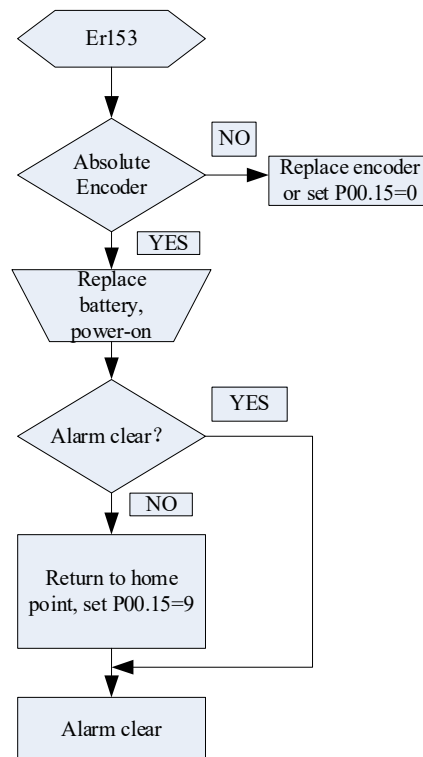 Er153
Absolute
Encoder
NO
Replace encoder
or set P00.15=0
YES
Replace
battery,
power-on
Alarm clear？
YES
NO
Return to home
point, set P00.15=9
Alarm clear